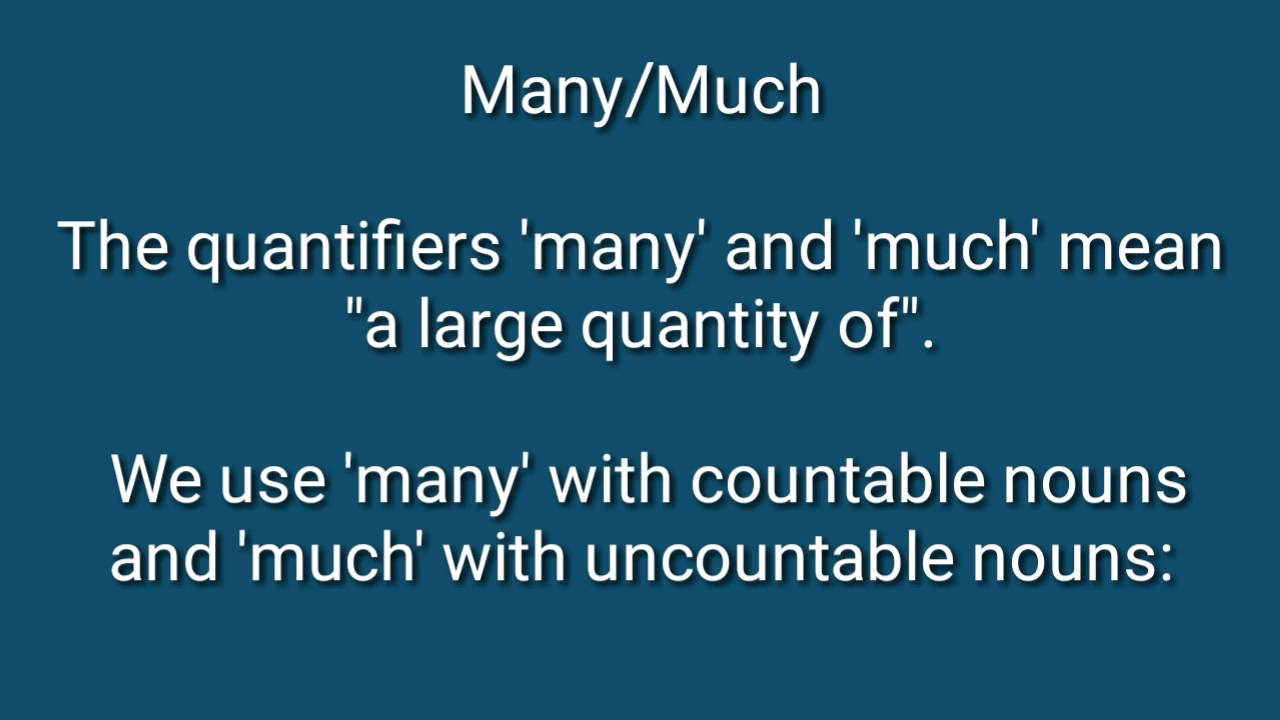 Many/Much
The quantifiers 'many' and 'much' mean
"a large quantity of".
We use 'many' with countable nouns
and 'much' with uncountable nouns: